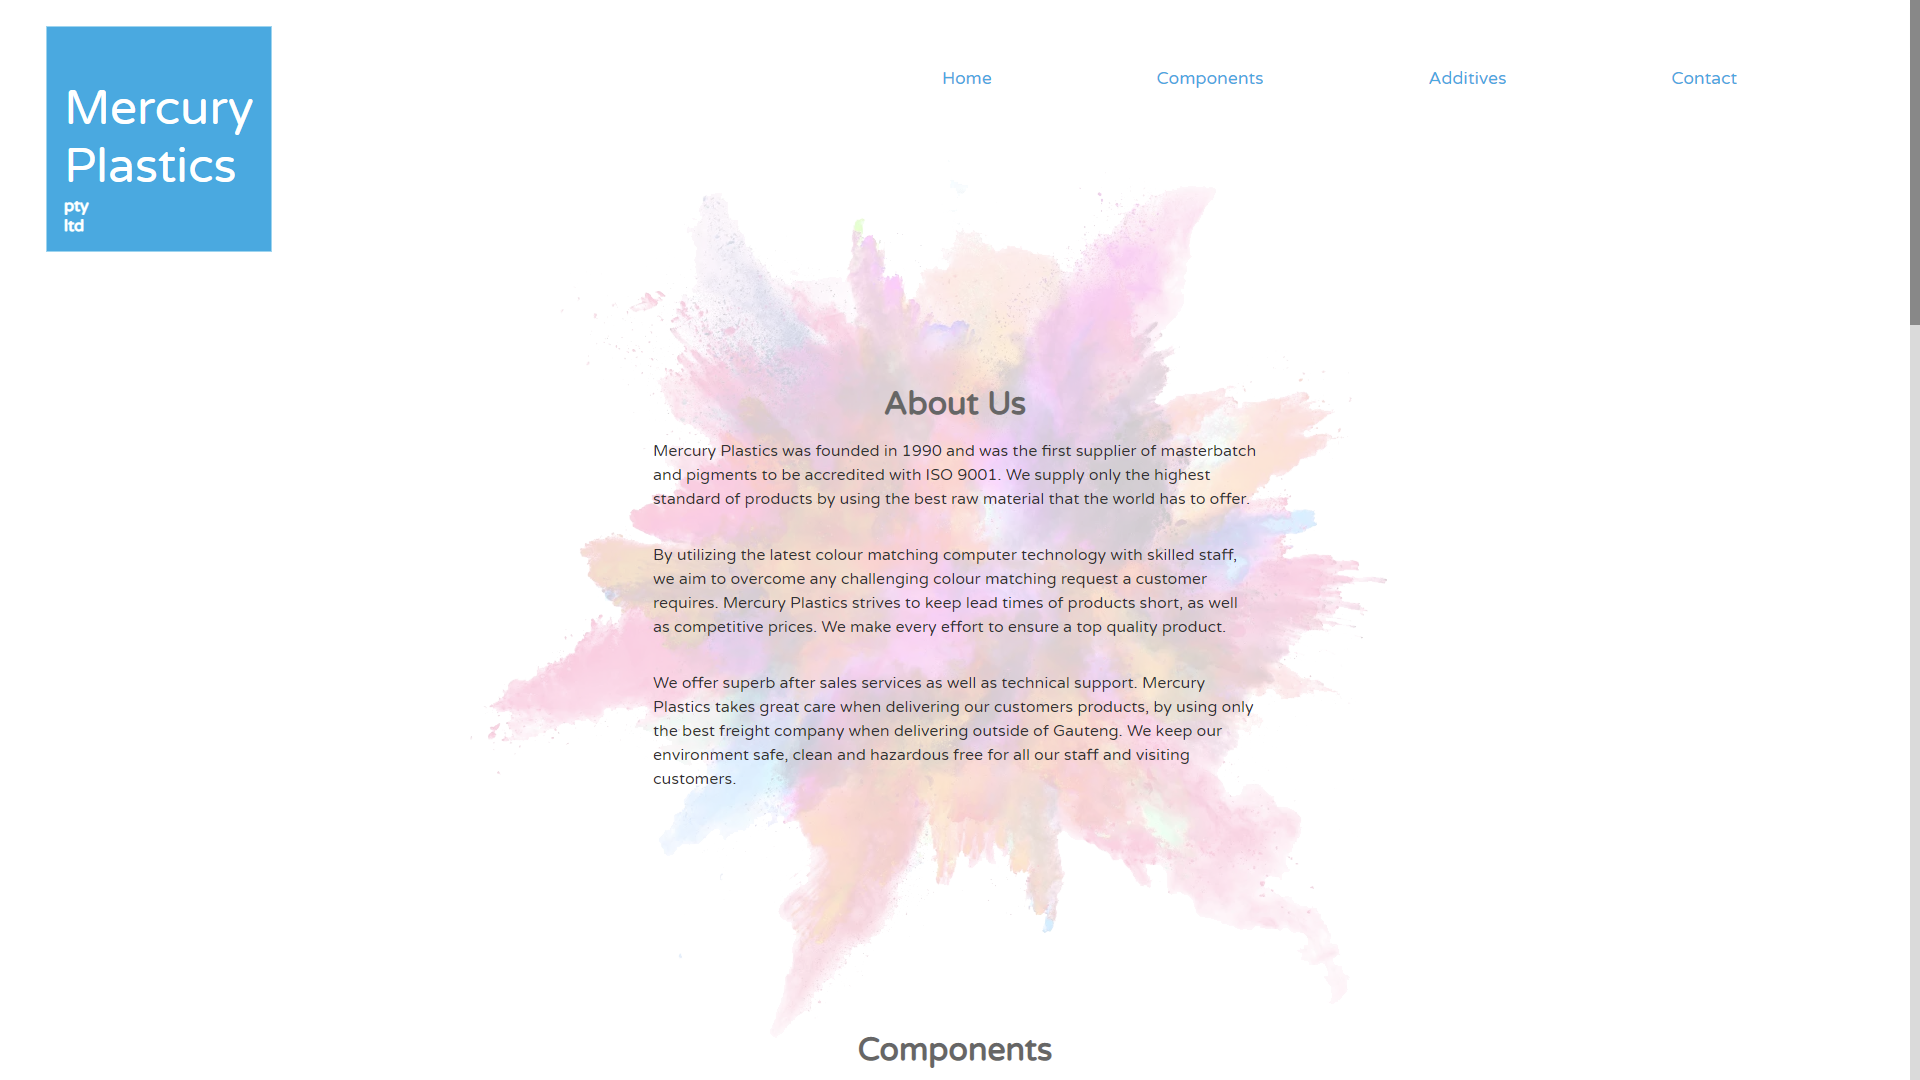 Mercury
Plastics
pty
ltd
Home
Components
Additives
Contact
About Us
Mercury Plastics was founded in 1990 and was the first supplier of masterbatch
and pigments to be accredited with ISO 9001. We supply only the highest
standard of products by using the best raw material that the world has to offer.
By utilizing the latest colour matching computer technology with skilled staff,
we aim to overcome any challenging colour matching request a customer
requires. Mercury Plastics strives to keep lead times of products short, as well
as competitive prices. We make every effort to ensure a top quality product.
We offer superb after sales services as well as technical support. Mercury
Plastics takes great care when delivering our customers products, by using only
the best freight company when delivering outside of Gauteng. We keep our
environment safe, clean and hazardous free for all our staff and visiting
customers.
Components